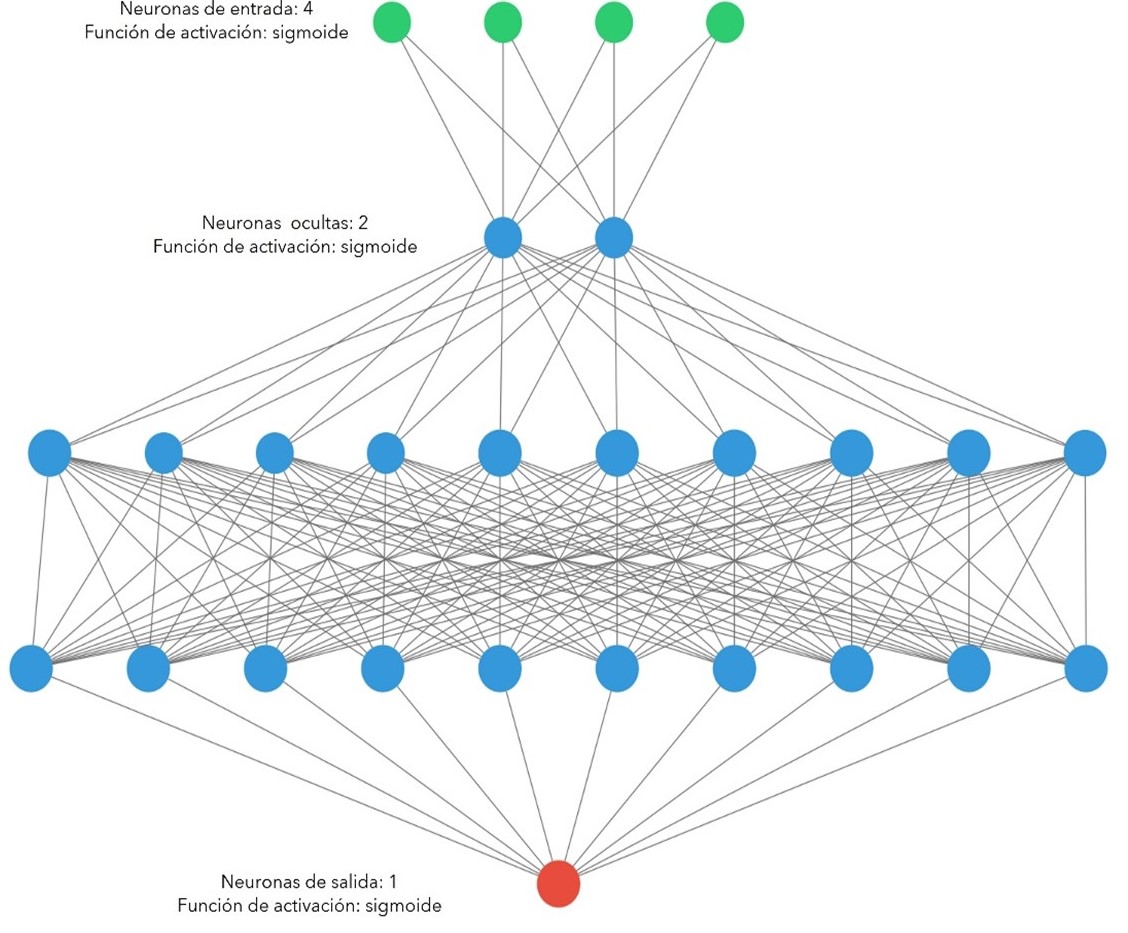 Neuronas de entrada: 4
Función de activación: sigmoide
Neuronas ocultas: 2
Función de activación: sigmoide
Neuronas de salida: 1
Función de activación: sigmoide